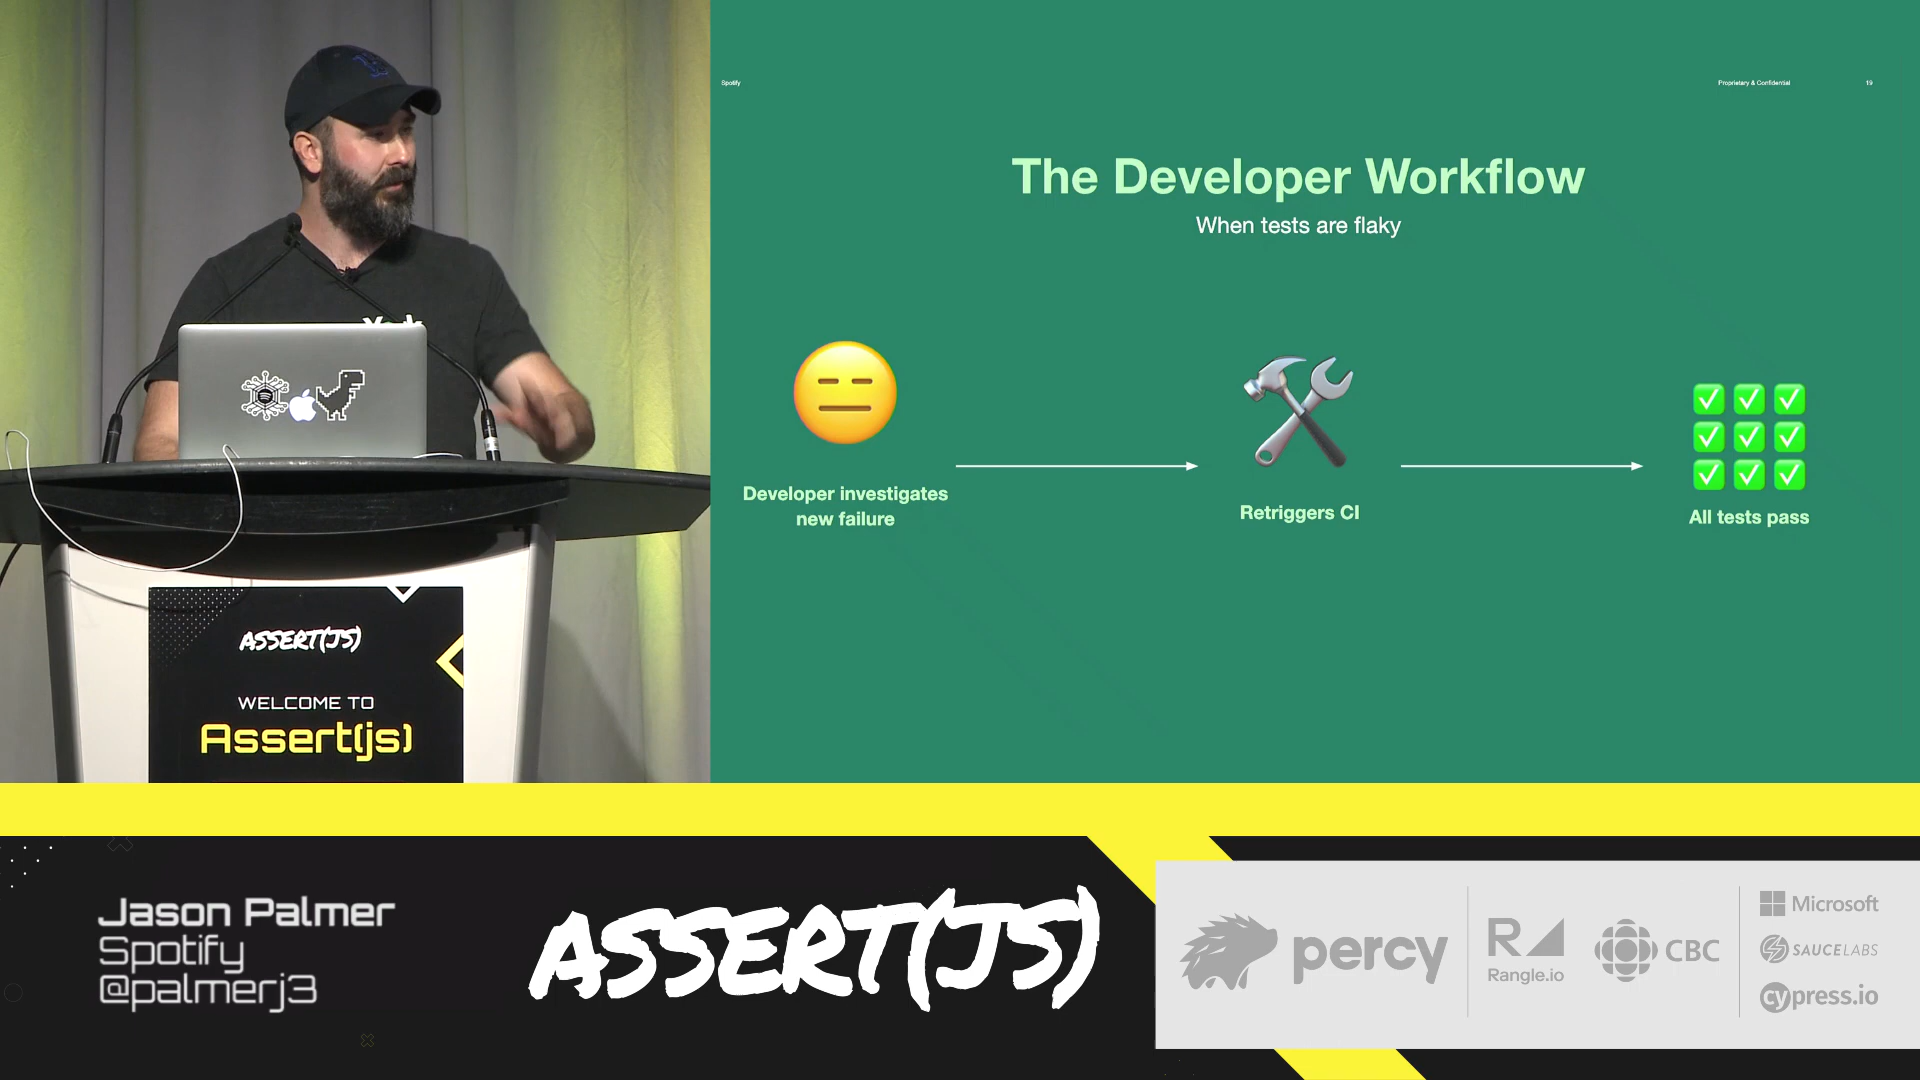 Spotify
Proprietary & Confidential
19
The Developer Workflow
When tests are flaky
Developer investigates
new failure
Retriggers CI
All tests pass
ASSERT(JS)
WELCOME TO
Assert(js)
Jason Palmer
Spotify
@palmerj3
ASSERT(JS)
percy
R
Rangle.io
CBC
Microsoft
SAUCELABS
cypress.io